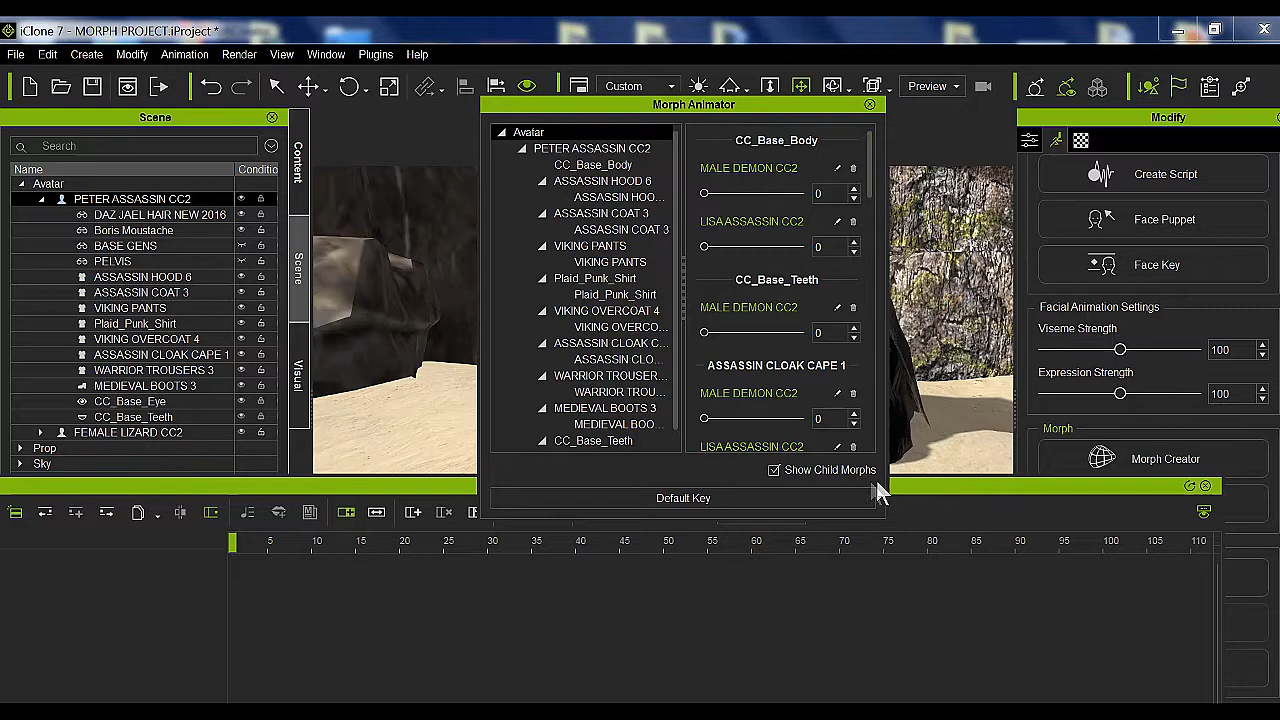 iClone 7 - MORPH PROJECT.iProject *
File Edit Create Modify Animation Render View Window Plugins Help
Custom
Preview
Scene
Search
Name
Conditio
Avatar
PETER ASSASSIN CC2
DAZ JAEL HAIR NEW 2016
Boris Moustache
BASE GENS
PELVIS
ASSASSIN HOOD 6
ASSASSIN COAT 3
VIKING PANTS
Plaid_Punk_Shirt
VIKING OVERCOAT 4
ASSASSIN CLOAK CAPE 1
WARRIOR TROUSERS 3
MEDIEVAL BOOTS 3
CC_Base_Eye
CC_Base_Teeth
FEMALE LIZARD CC2
Prop
Sky
Content
Scene
Visual
Morph Animator
Avatar
PETER ASSASSIN CC2
CC_Base_Body
ASSASSIN HOOD 6
ASSASSIN HOO...
ASSASSIN COAT 3
ASSASSIN COAT 3
VIKING PANTS
VIKING PANTS
Plaid_Punk_Shirt
Plaid_Punk_Shirt
VIKING OVERCOAT 4
VIKING OVERCO...
ASSASSIN CLOAK C...
ASSASSIN CLO...
WARRIOR TROUSER...
WARRIOR TROU...
MEDIEVAL BOOTS 3
MEDIEVAL BOO...
CC_Base_Teeth
CC_Base_Body
MALE DEMON CC2
0
LISA ASSASSIN CC2
0
CC_Base_Teeth
MALE DEMON CC2
0
ASSASSIN CLOAK CAPE 1
MALE DEMON CC2
0
LISA ASSASSIN CC2
Show Child Morphs
Default Key
Modify
Create Script
Face Puppet
Face Key
Facial Animation Settings
Viseme Strength
100
Expression Strength
100
Morph
Morph Creator
5 10 15 20 25 30 35 40 45 50 55 60 65 70 75 80 85 90 95 100 105 110